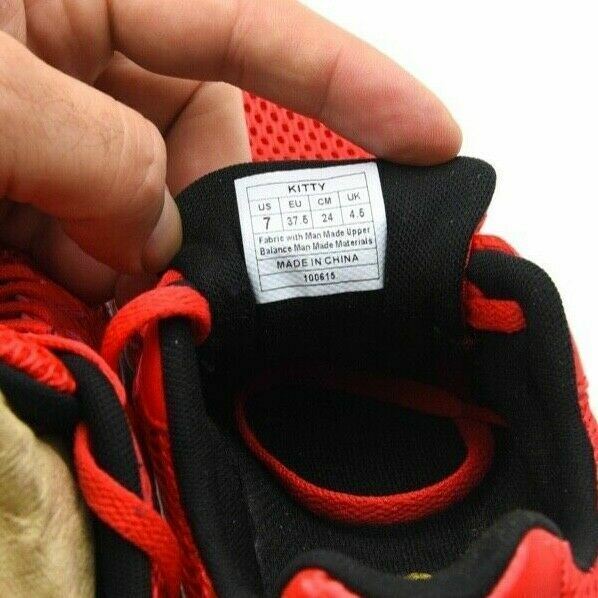 KITTY
US EU CM UK
7 37.5 24 4.5
Fabric with Man Made Upper
Balance Man Made Materials
MADE IN CHINA
100615